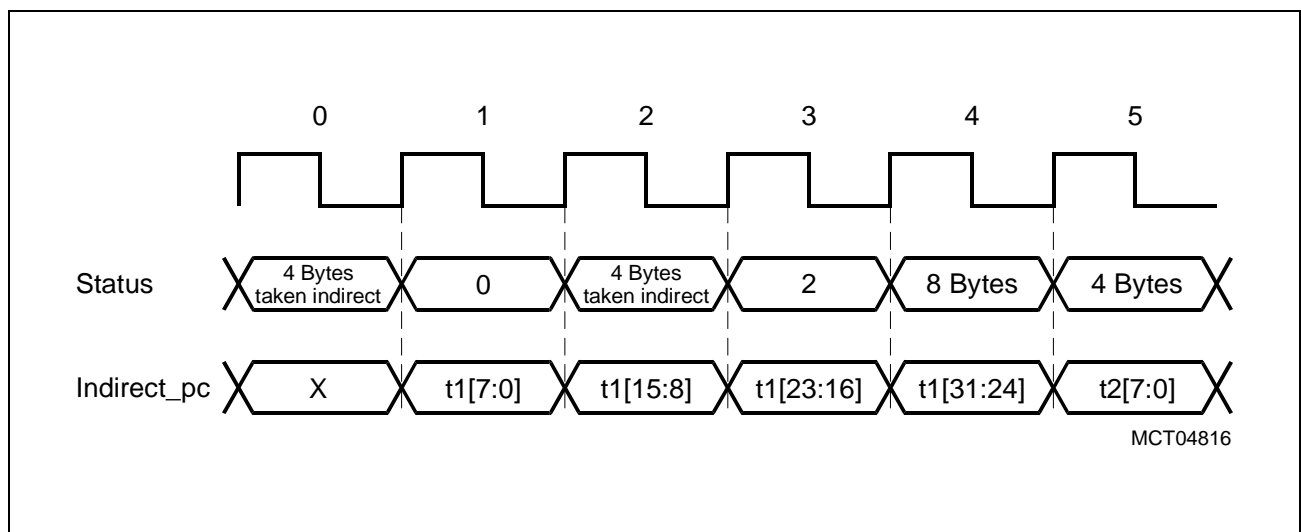 0 1 2 3 4 5
Status 4 Bytes taken indirect 0 4 Bytes taken indirect 2 8 Bytes 4 Bytes
Indirect_pc X t1[7:0] t1[15:8] t1[23:16] t1[31:24] t2[7:0]
MCT04816